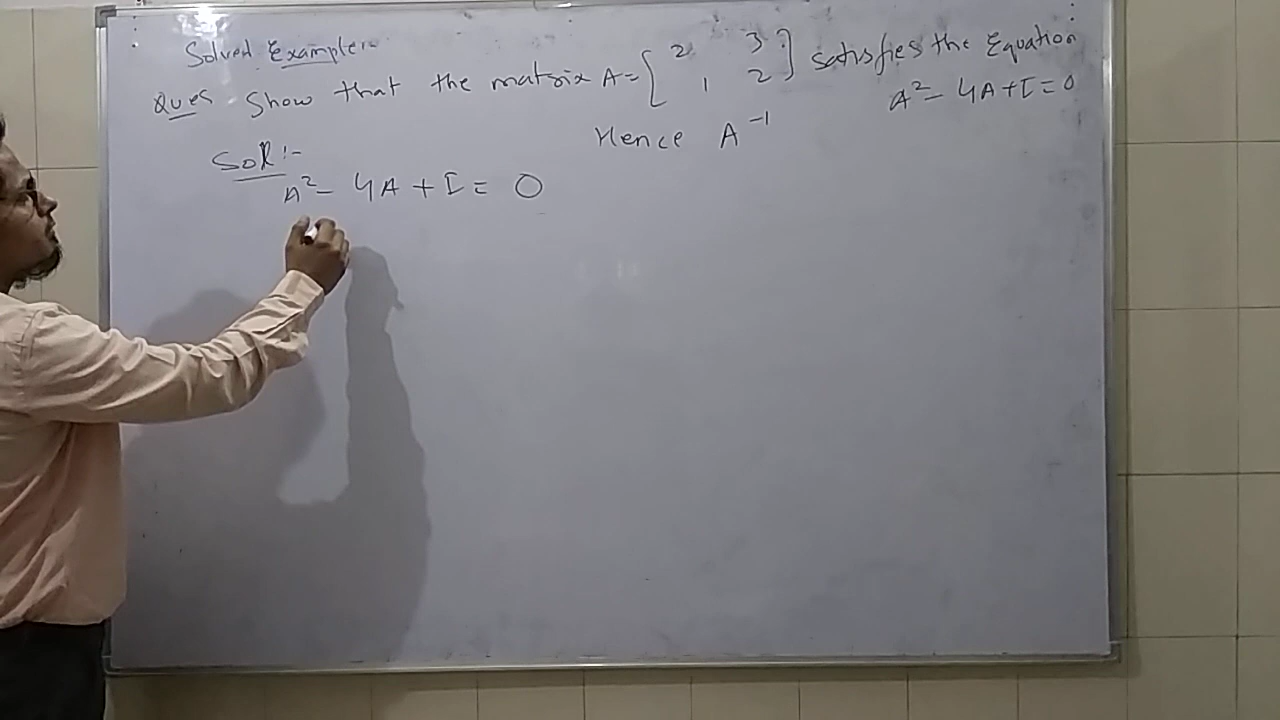 Solved Example:-
Ques. Show that the matrix A = [2 3
1 2] satisfies the Equation
A² - 4A + I = 0
Hence A⁻¹
Sol:-
A² - 4A + I = 0